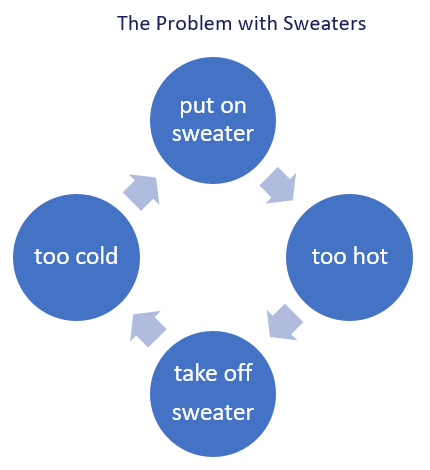 The Problem with Sweaters
put on
sweater
too hot
take off
sweater
too cold